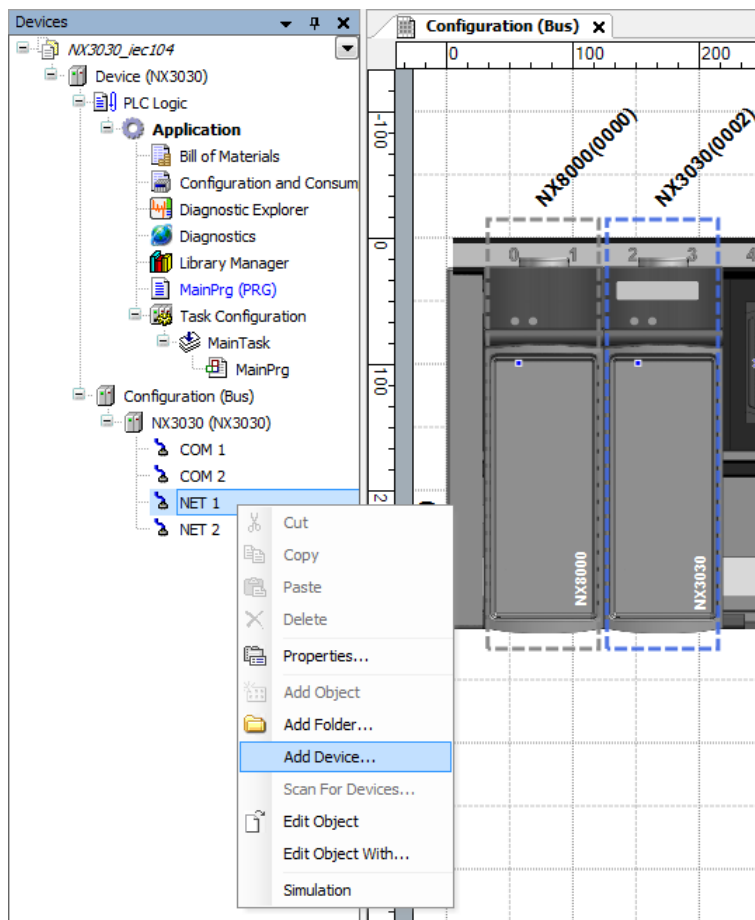 Devices
NX3030_iec104
Device (NX3030)
PLC Logic
Application
Bill of Materials
Configuration and Consum
Diagnostic Explorer
Diagnostics
Library Manager
MainPrg (PRG)
Task Configuration
MainTask
MainPrg
Configuration (Bus)
NX3030 (NX3030)
COM 1
COM 2
NET 1
NET 2
Cut
Copy
Paste
Delete
Properties...
Add Object
Add Folder...
Add Device...
Scan For Devices...
Edit Object
Edit Object With...
Simulation
Configuration (Bus)
0 100 200
-100
0
100
2
NX8000(0000)
NX3030(0002)
0 1 2 3 4
NX8000
NX3030